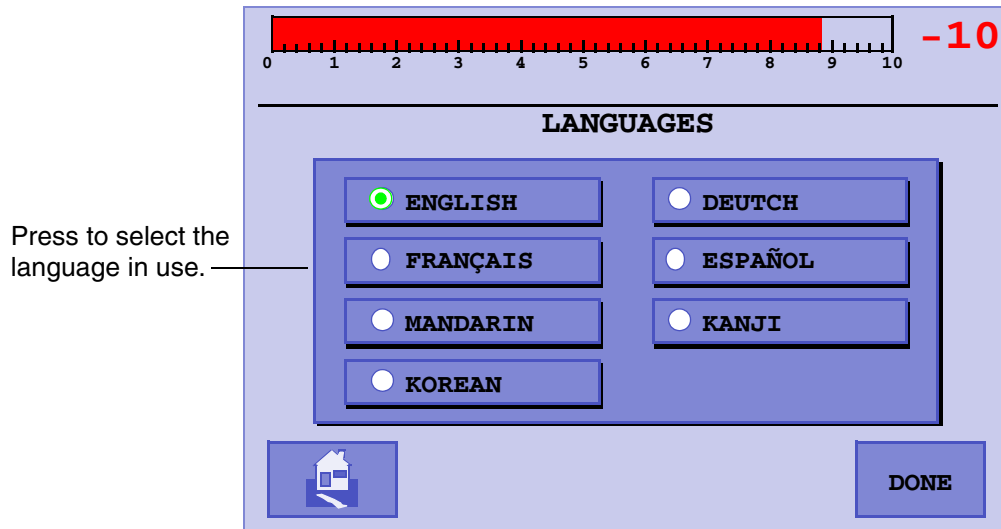 -10
0 1 2 3 4 5 6 7 8 9 10
LANGUAGES
ENGLISH DEUTCH
FRANÇAIS ESPAÑOL
MANDARIN KANJI
KOREAN
Press to select the
language in use.
DONE